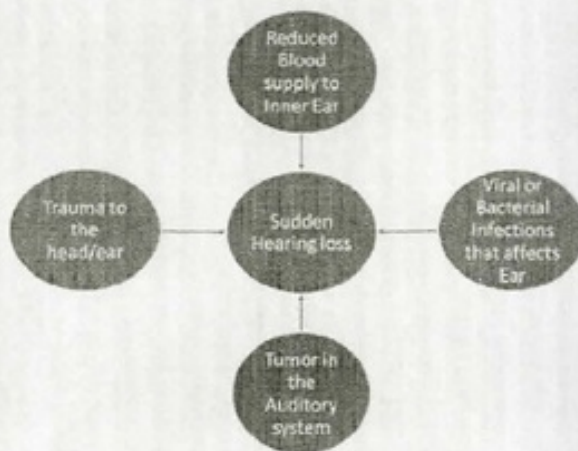 Reduced
Blood
supply to
Inner Ear
Trauma to
the
head/ear
Sudden
Hearing loss
Viral or
Bacterial
Infections
that affects
Ear
Tumor in
the
Auditory
system